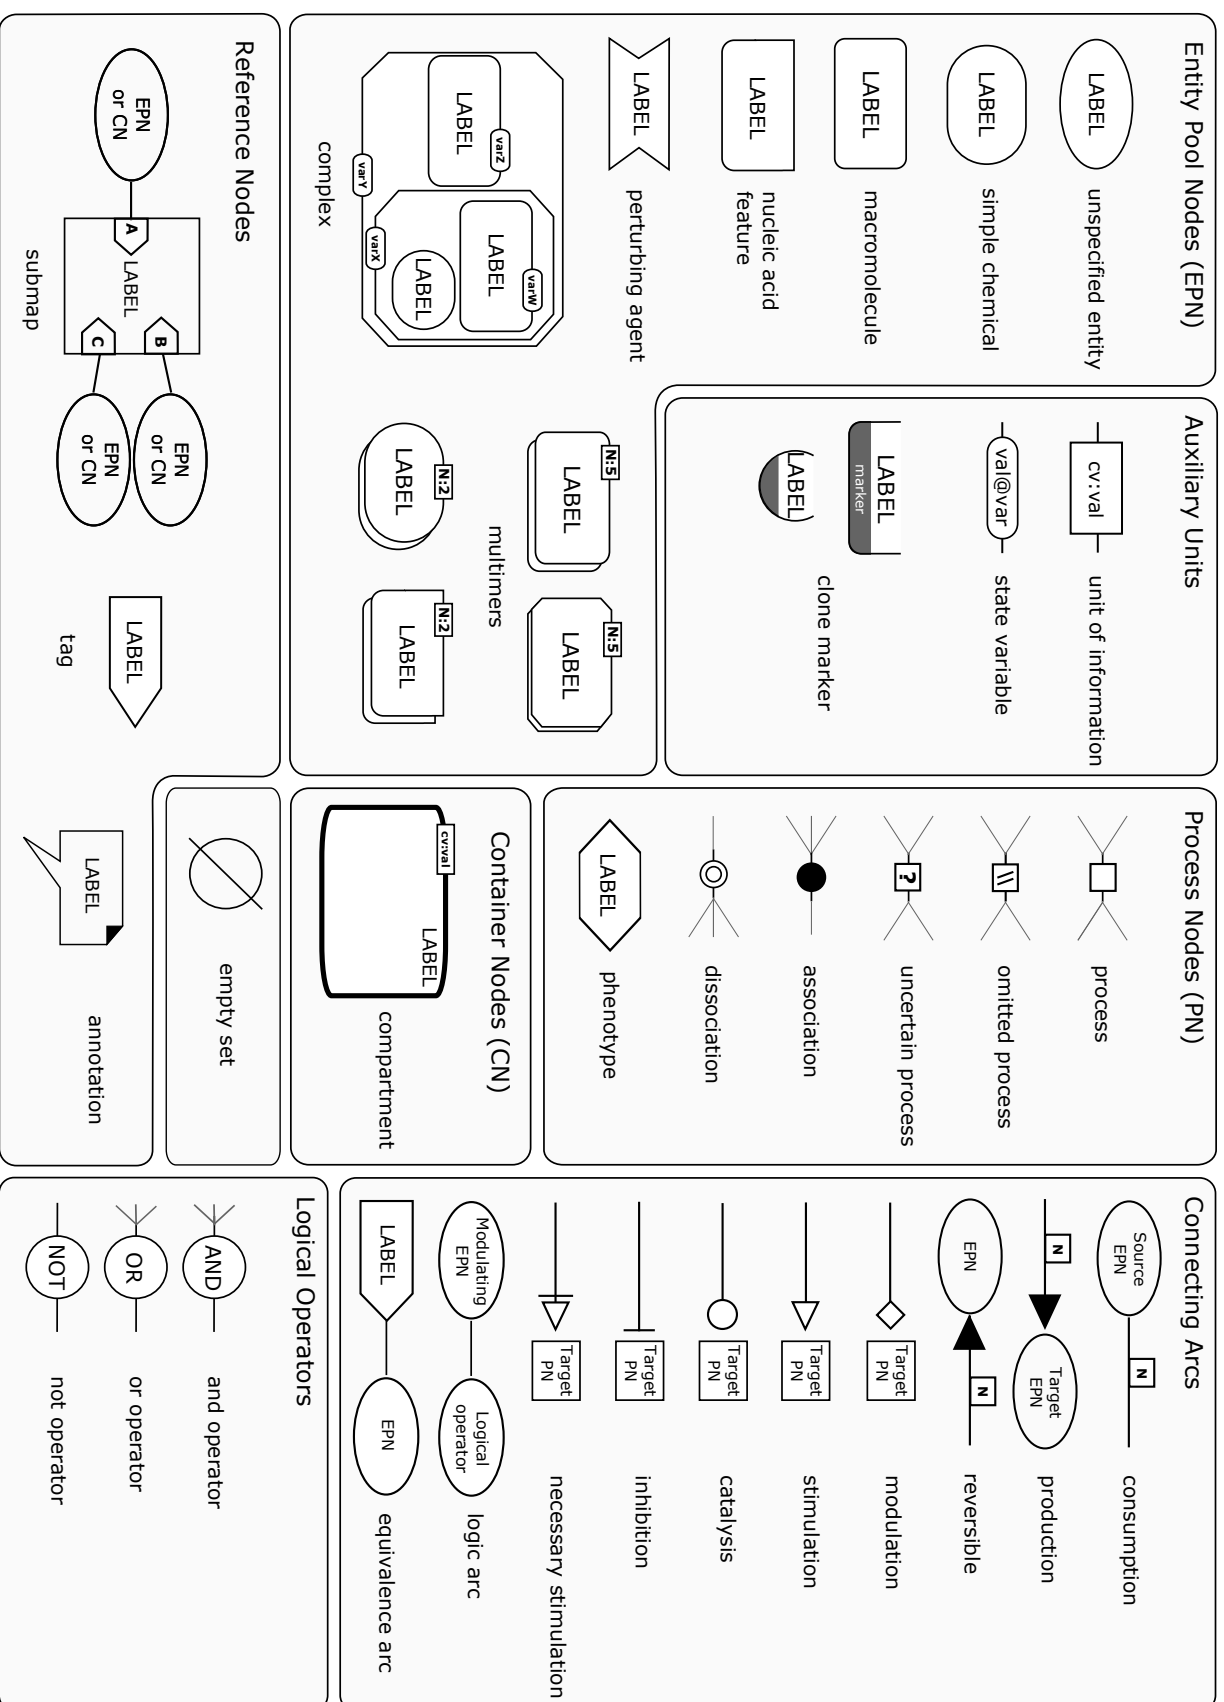 Entity Pool Nodes (EPN)
LABEL
unspecified entity
LABEL
simple chemical
LABEL
macromolecule
LABEL
nucleic acid
feature
LABEL
perturbing agent
LABEL
varZ
LABEL
varW
LABEL
varX
varY
complex
N:5
LABEL
N:5
LABEL
multimers
N:2
LABEL
N:2
LABEL
Auxiliary Units
cv:val
unit of information
val@var
state variable
LABEL
marker
LABEL
clone marker
Process Nodes (PN)
process
\\
omitted process
?
uncertain process
association
dissociation
LABEL
phenotype
Connecting Arcs
Source
EPN
N
consumption
N
Target
EPN
production
EPN
N
reversible
Target
PN
modulation
Target
PN
stimulation
Target
PN
catalysis
Target
PN
inhibition
Target
PN
necessary stimulation
Modulating
EPN
Logical
operator
logic arc
LABEL
EPN
equivalence arc
Container Nodes (CN)
cv:val
LABEL
compartment
Reference Nodes
EPN
or CN
A
LABEL
B
C
EPN
or CN
EPN
or CN
submap
LABEL
tag
empty set
LABEL
annotation
Logical Operators
AND
and operator
OR
or operator
NOT
not operator